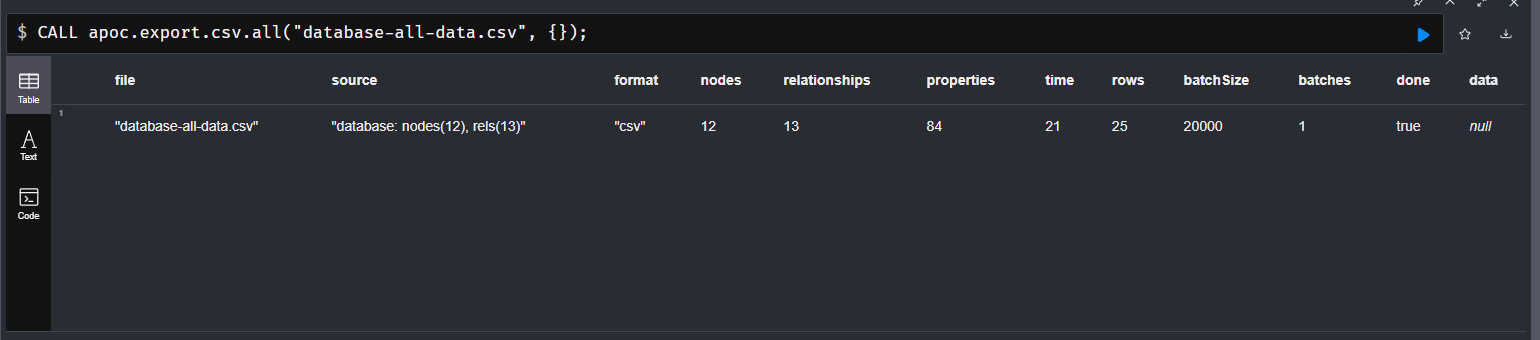 $ CALL apoc.export.csv.all("database-all-data.csv", {});
file source format nodes relationships properties time rows batchSize batches done data
Table
1
"database-all-data.csv" "database: nodes(12), rels(13)" "csv" 12 13 84 21 25 20000 1 true null
A
Text
Code